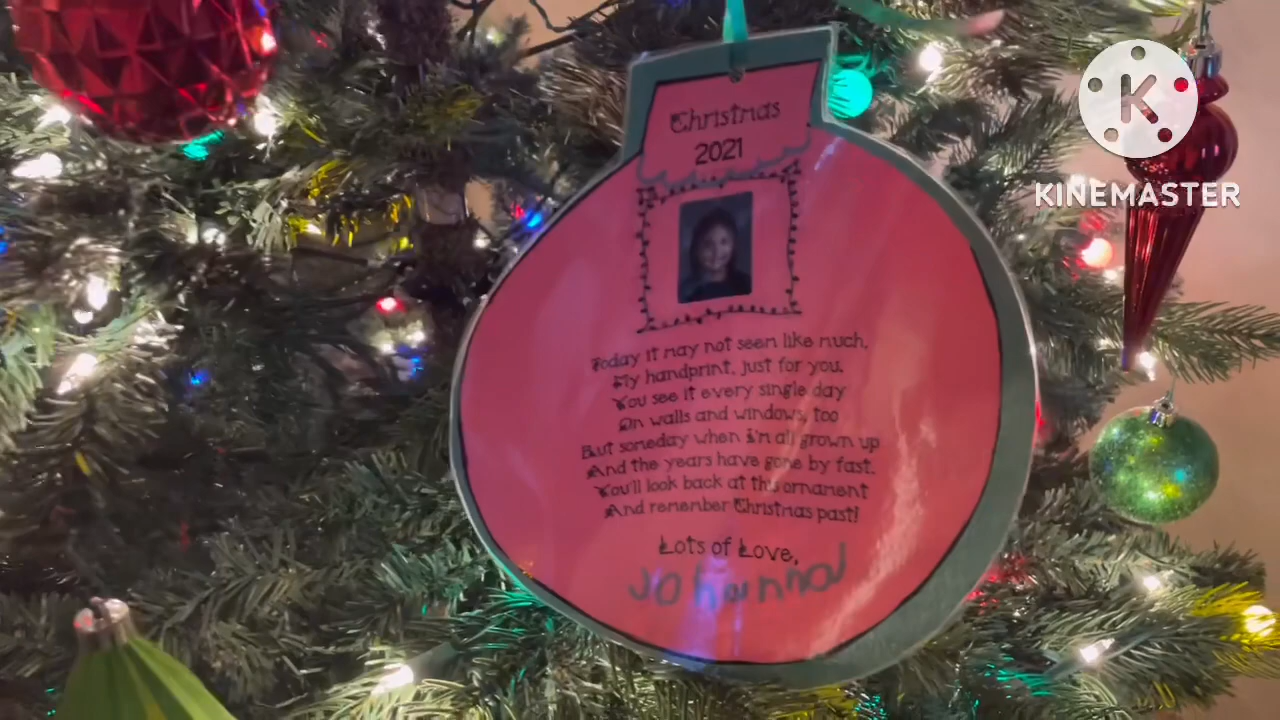 Christmas
2021
Today it may not seem like much,
My handprint, just for you.
You see it every single day
On walls and windows, too
But someday when I'm all grown up
And the years have gone by fast.
You'll look back at this ornament
And remember Christmas past!
Lots of Love,
Johanna
K
KINEMASTER